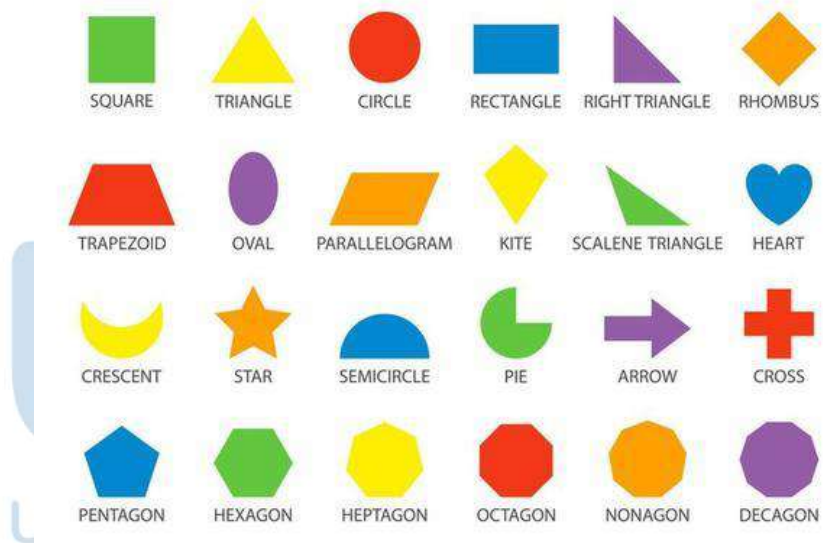 SQUARE TRIANGLE CIRCLE RECTANGLE RIGHT TRIANGLE RHOMBUS
TRAPEZOID OVAL PARALLELOGRAM KITE SCALENE TRIANGLE HEART
CRESCENT STAR SEMICIRCLE PIE ARROW CROSS
PENTAGON HEXAGON HEPTAGON OCTAGON NONAGON DECAGON